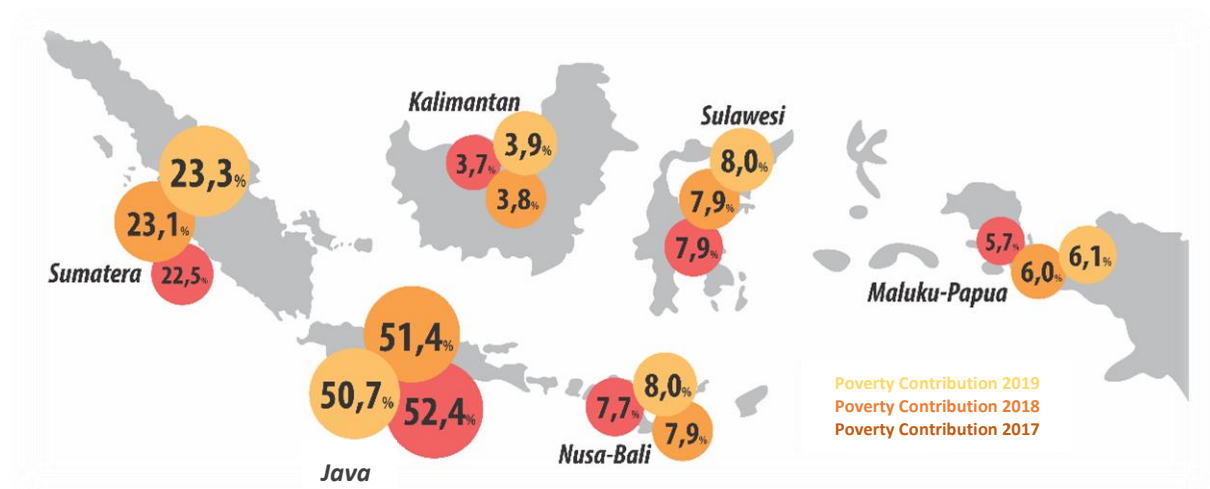 Kalimantan
3,9%
3,7%
3,8%
Sulawesi
8,0%
7,9%
7,9%
23,3%
23,1%
22,5%
Sumatera
5,7%
6,0%
6,1%
Maluku-Papua
51,4%
50,7%
52,4%
Java
8,0%
7,7%
7,9%
Nusa-Bali
Poverty Contribution 2019
Poverty Contribution 2018
Poverty Contribution 2017